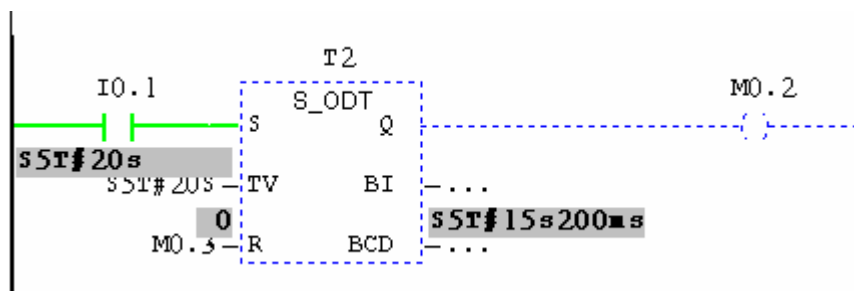 T2
I0.1
M0.2
S_ODT
S
Q
S5T#20s
S5T#20S
TV
BI
...
0
S5T#15s200ms
M0.3
R
BCD
...